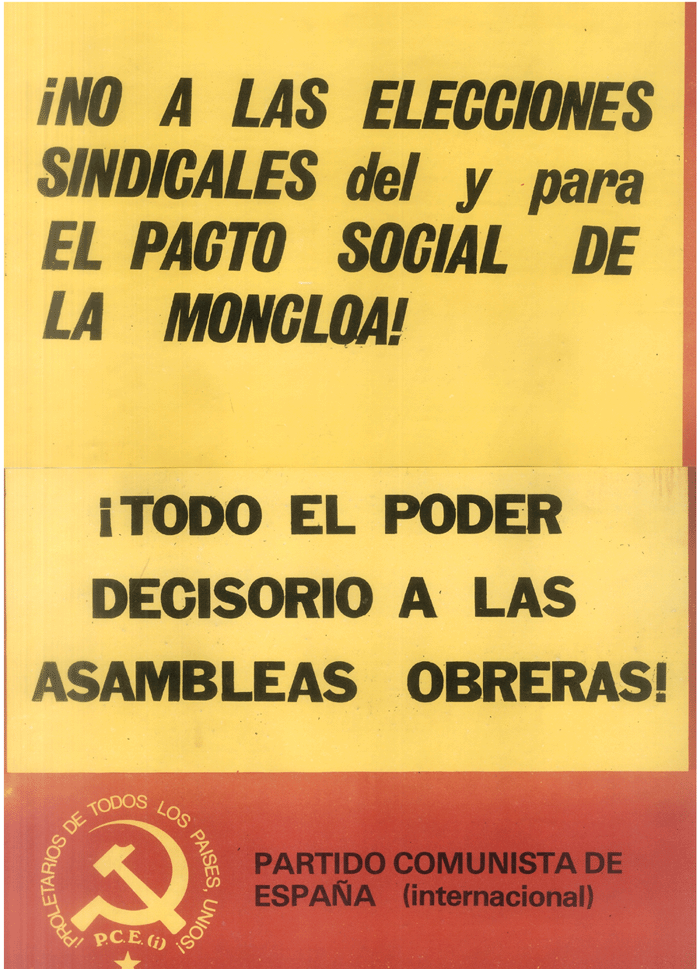 ¡NO A LAS ELECCIONES
SINDICALES del y para
EL PACTO SOCIAL DE
LA MONCLOA!
¡TODO EL PODER
DECISORIO A LAS
ASAMBLEAS OBRERAS!
¡PROLETARIOS DE TODOS LOS PAISES, UNIOS!
P.C.E. (i)
PARTIDO COMUNISTA DE
ESPAÑA (internacional)